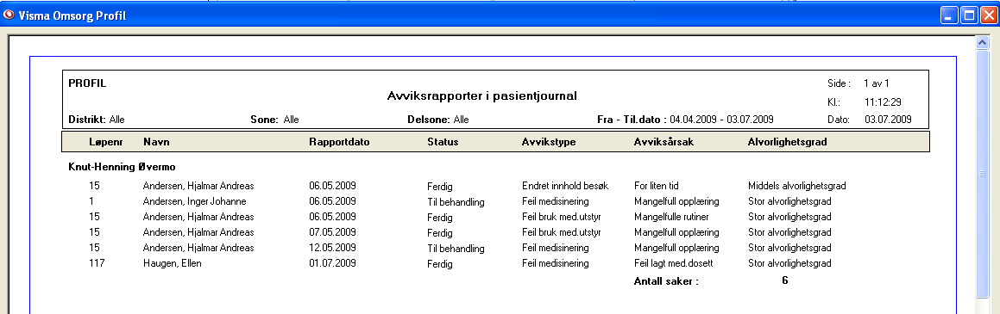 Visma Omsorg Profil
PROFIL Side : 1 av 1
Avviksrapporter i pasientjournal
Kl.: 11:12:29
Distrikt: Alle Sone: Alle Delsone: Alle Fra - Til.dato : 04.04.2009 - 03.07.2009 Dato: 03.07.2009
Løpenr Navn Rapportdato Status Avvikstype Avviksårsak Alvorlighetsgrad
Knut-Henning Øvermo
15 Andersen, Hjalmar Andreas 06.05.2009 Ferdig Endret innhold besøk For liten tid Middels alvorlighetsgrad
1 Andersen, Inger Johanne 06.05.2009 Til behandling Feil medisinering Mangelfull opplæring Stor alvorlighetsgrad
15 Andersen, Hjalmar Andreas 06.05.2009 Ferdig Feil bruk med.utstyr Mangelfulle rutiner Stor alvorlighetsgrad
15 Andersen, Hjalmar Andreas 07.05.2009 Ferdig Feil bruk med.utstyr Mangelfull opplæring Stor alvorlighetsgrad
15 Andersen, Hjalmar Andreas 12.05.2009 Til behandling Feil medisinering Mangelfull opplæring Stor alvorlighetsgrad
117 Haugen, Ellen 01.07.2009 Ferdig Feil medisinering Feil lagt med.dosett Stor alvorlighetsgrad
Antall saker : 6